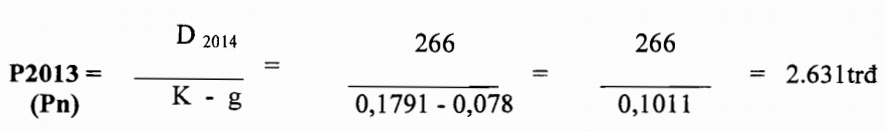 D 2014 266 266
P2013 = = = = 2.631trđ
(Pn) K - g 0,1791 - 0,078 0,1011